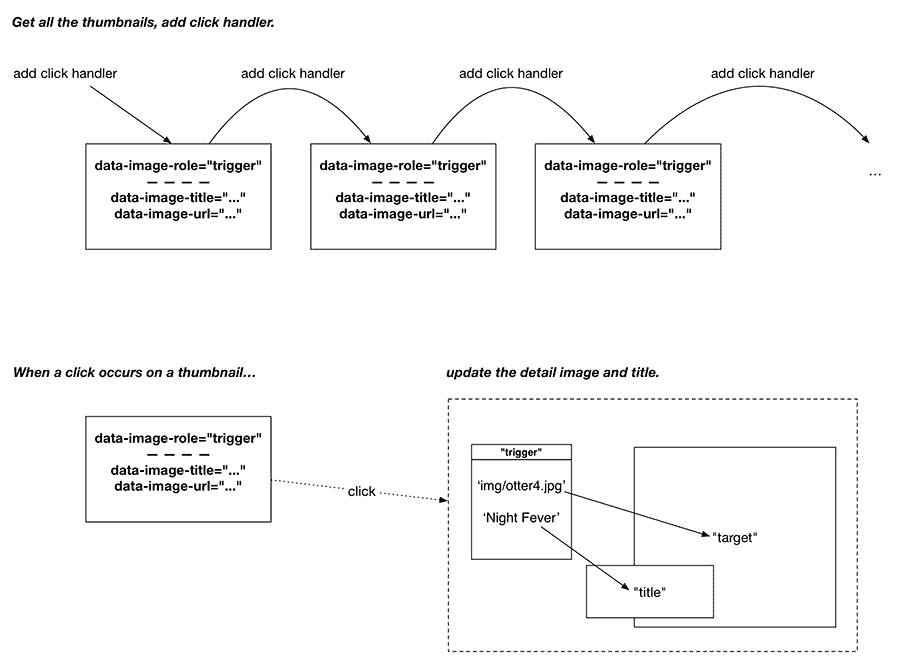 Get all the thumbnails, add click handler.
add click handler
add click handler
add click handler
add click handler
data-image-role="trigger"
data-image-title="..."
data-image-url="..."
data-image-role="trigger"
data-image-title="..."
data-image-url="..."
data-image-role="trigger"
data-image-title="..."
data-image-url="..."
...
When a click occurs on a thumbnail...
data-image-role="trigger"
data-image-title="..."
data-image-url="..."
click
update the detail image and title.
"trigger"
‘img/otter4.jpg’
‘Night Fever’
"target"
"title"